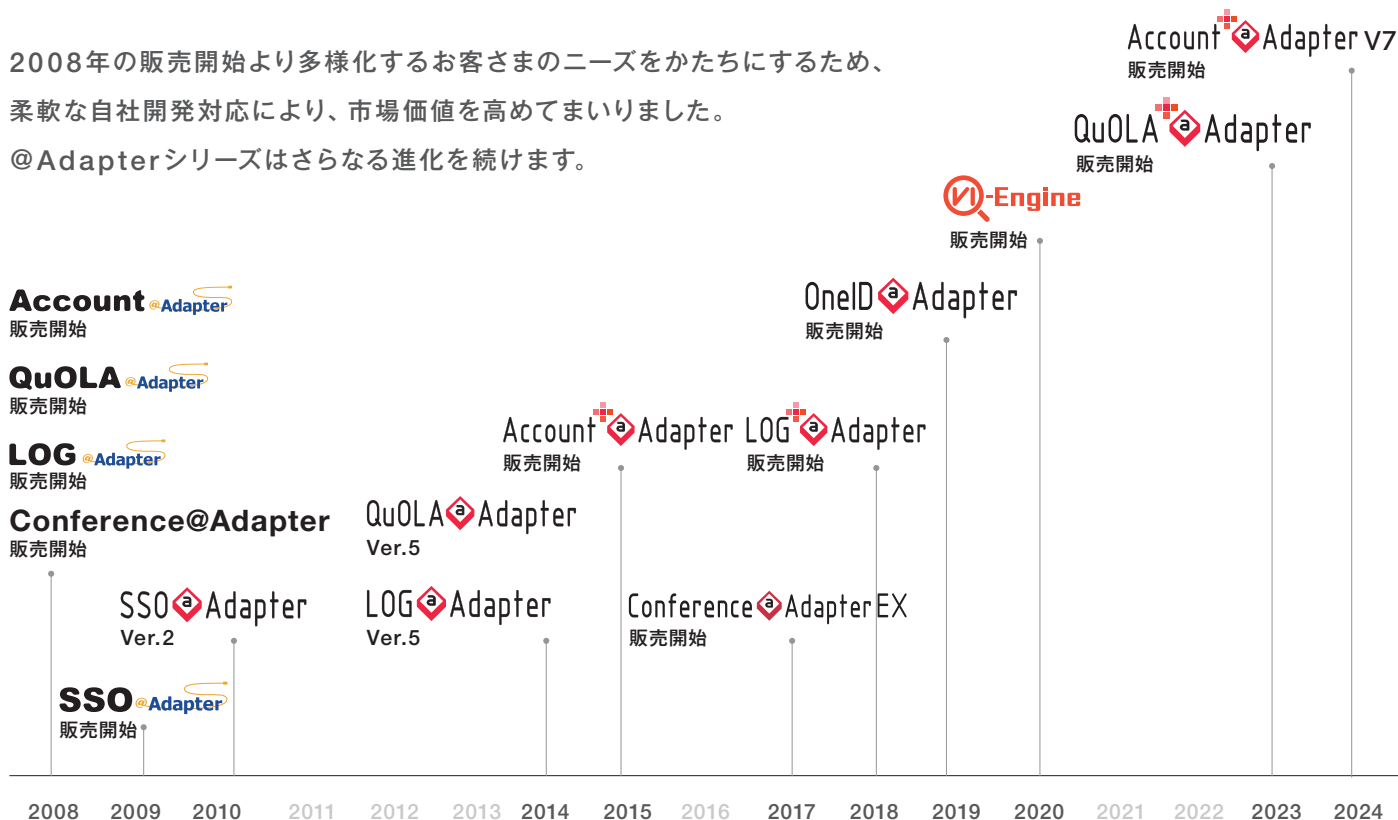 2008年の販売開始より多様化するお客さまのニーズをかたちにするため、
柔軟な自社開発対応により、市場価値を高めてまいりました。
@Adapterシリーズはさらなる進化を続けます。
Account@Adapter V7
販売開始
QuOLA@Adapter
販売開始
VI-Engine
販売開始
OneID@Adapter
販売開始
Account@Adapter
販売開始
QuOLA@Adapter
販売開始
LOG@Adapter
販売開始
Conference@Adapter
販売開始
Account@Adapter
販売開始
LOG@Adapter
販売開始
QuOLA@Adapter
Ver.5
SSO@Adapter
Ver.2
LOG@Adapter
Ver.5
Conference@AdapterEX
販売開始
SSO@Adapter
販売開始
2008 2009 2010 2011 2012 2013 2014 2015 2016 2017 2018 2019 2020 2021 2022 2023 2024